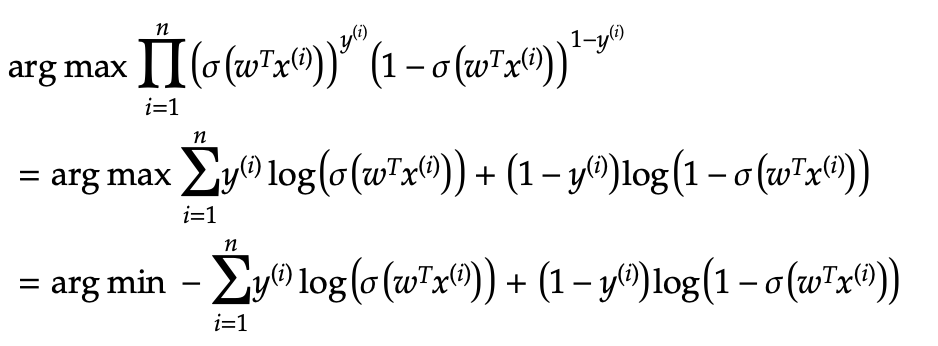 arg max ∏_{i=1}^{n} (σ(w^T x^{(i)}))^{y^{(i)}} (1 − σ(w^T x^{(i)}))^{1−y^{(i)}}
= arg max ∑_{i=1}^{n} y^{(i)} log(σ(w^T x^{(i)})) + (1 − y^{(i)})log(1 − σ(w^T x^{(i)}))
= arg min − ∑_{i=1}^{n} y^{(i)} log(σ(w^T x^{(i)})) + (1 − y^{(i)})log(1 − σ(w^T x^{(i)}))